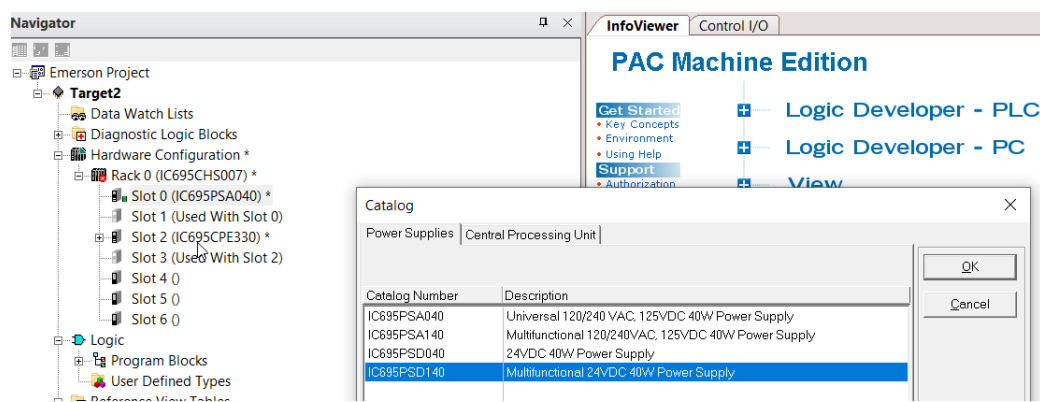 Navigator
Emerson Project
Target2
Data Watch Lists
Diagnostic Logic Blocks
Hardware Configuration *
Rack 0 (IC695CHS007) *
Slot 0 (IC695PSA040) *
Slot 1 (Used With Slot 0)
Slot 2 (IC695CPE330) *
Slot 3 (Used With Slot 2)
Slot 4 ()
Slot 5 ()
Slot 6 ()
Logic
Program Blocks
User Defined Types
Reference View Tables
InfoViewer Control I/O
PAC Machine Edition
Get Started
• Key Concepts
• Environment
• Using Help
Support
• Authorization
Logic Developer - PLC
Logic Developer - PC
View
Catalog
Power Supplies Central Processing Unit
OK
Cancel
Catalog Number Description
IC695PSA040 Universal 120/240 VAC, 125VDC 40W Power Supply
IC695PSA140 Multifunctional 120/240VAC, 125VDC 40W Power Supply
IC695PSD040 24VDC 40W Power Supply
IC695PSD140 Multifunctional 24VDC 40W Power Supply